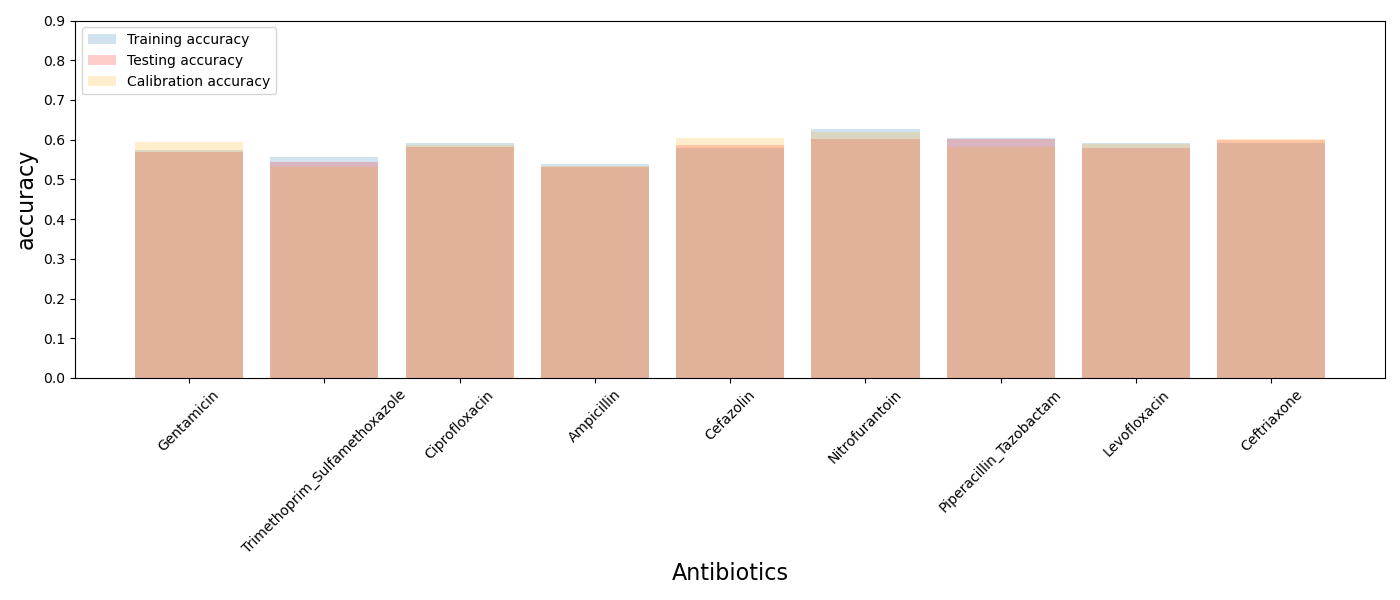 0.9
0.8
0.7
0.6
0.5
0.4
0.3
0.2
0.1
0.0
accuracy
Training accuracy
Testing accuracy
Calibration accuracy
Gentamicin
Trimethoprim_Sulfamethoxazole
Ciprofloxacin
Ampicillin
Cefazolin
Nitrofurantoin
Piperacillin_Tazobactam
Levofloxacin
Ceftriaxone
Antibiotics